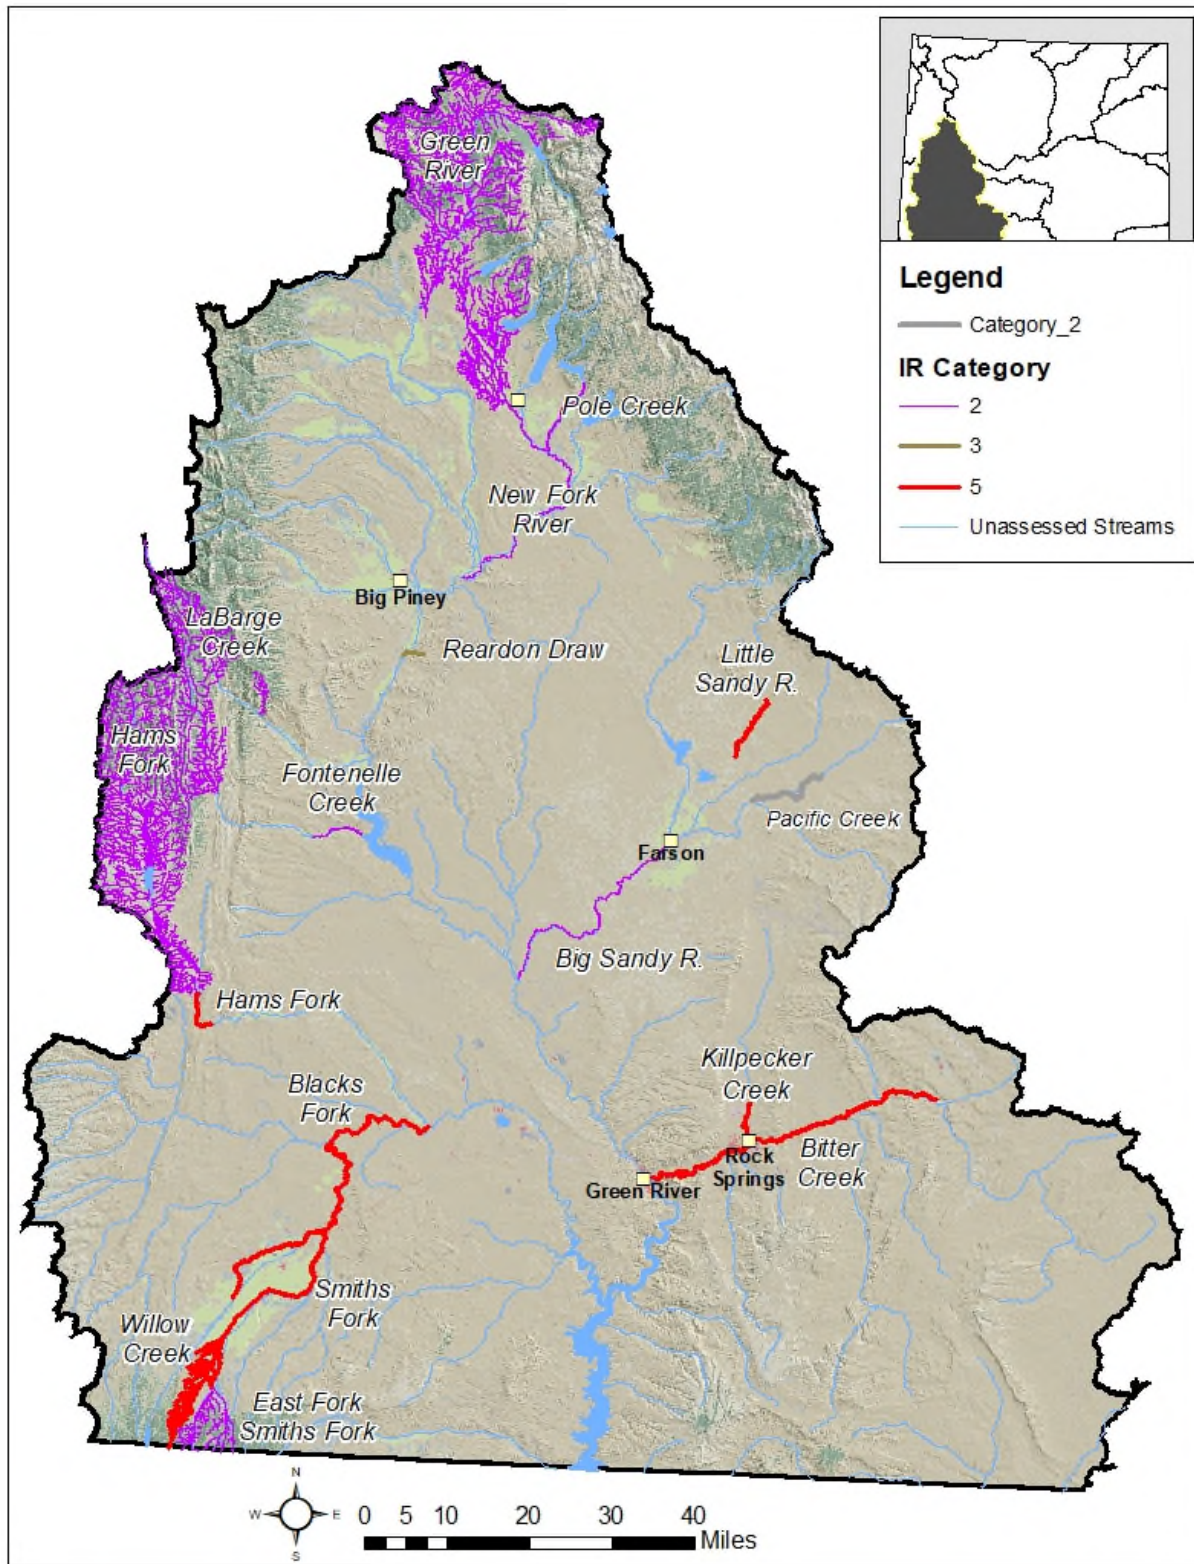 Green
River
Legend
Category_2
IR Category
2
3
5
Unassessed Streams
Pole Creek
New Fork
River
Big Piney
LaBarge
Creek
Reardon Draw
Little
Sandy R.
Hams
Fork
Fontenelle
Creek
Pacific Creek
Farson
Big Sandy R.
Hams Fork
Killpecker
Creek
Blacks
Fork
Rock
Springs
Bitter
Creek
Green River
Smiths
Fork
Willow
Creek
East Fork
Smiths Fork
N
W
E
S
0 5 10 20 30 40
Miles